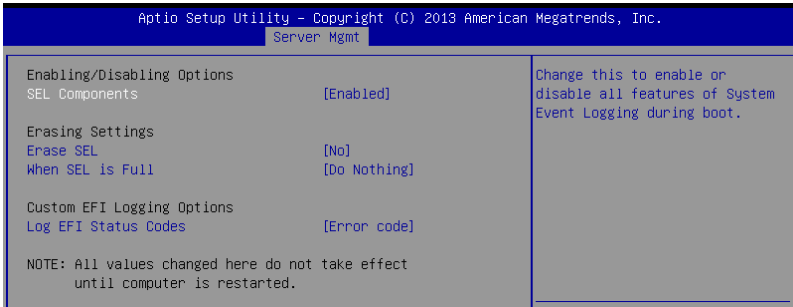 Aptio Setup Utility – Copyright (C) 2013 American Megatrends, Inc.
Server Mgmt
Enabling/Disabling Options
SEL Components [Enabled]
Erasing Settings
Erase SEL [No]
When SEL is Full [Do Nothing]
Custom EFI Logging Options
Log EFI Status Codes [Error code]
NOTE: All values changed here do not take effect
until computer is restarted.
Change this to enable or
disable all features of System
Event Logging during boot.